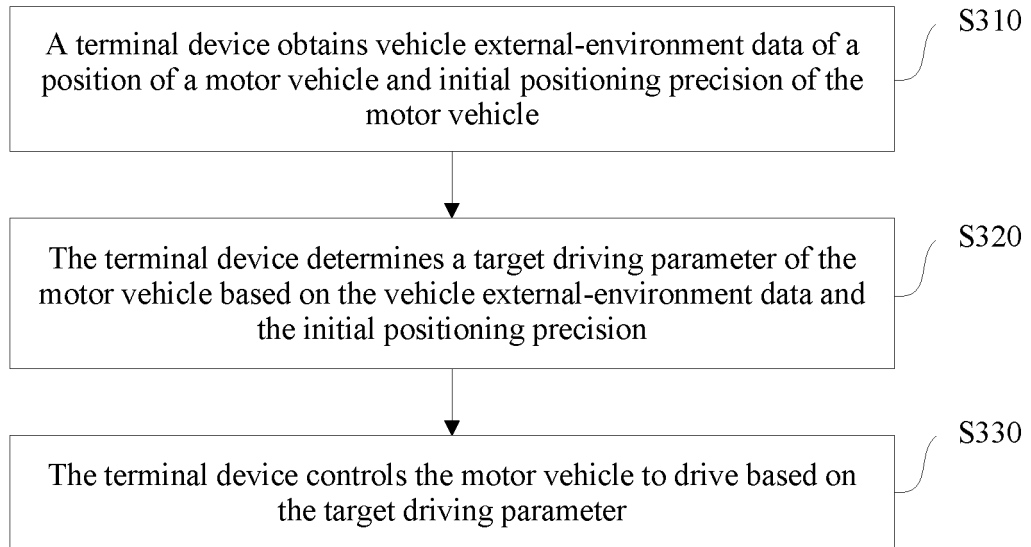 S310
A terminal device obtains vehicle external-environment data of a
position of a motor vehicle and initial positioning precision of the
motor vehicle
S320
The terminal device determines a target driving parameter of the
motor vehicle based on the vehicle external-environment data and
the initial positioning precision
S330
The terminal device controls the motor vehicle to drive based on
the target driving parameter